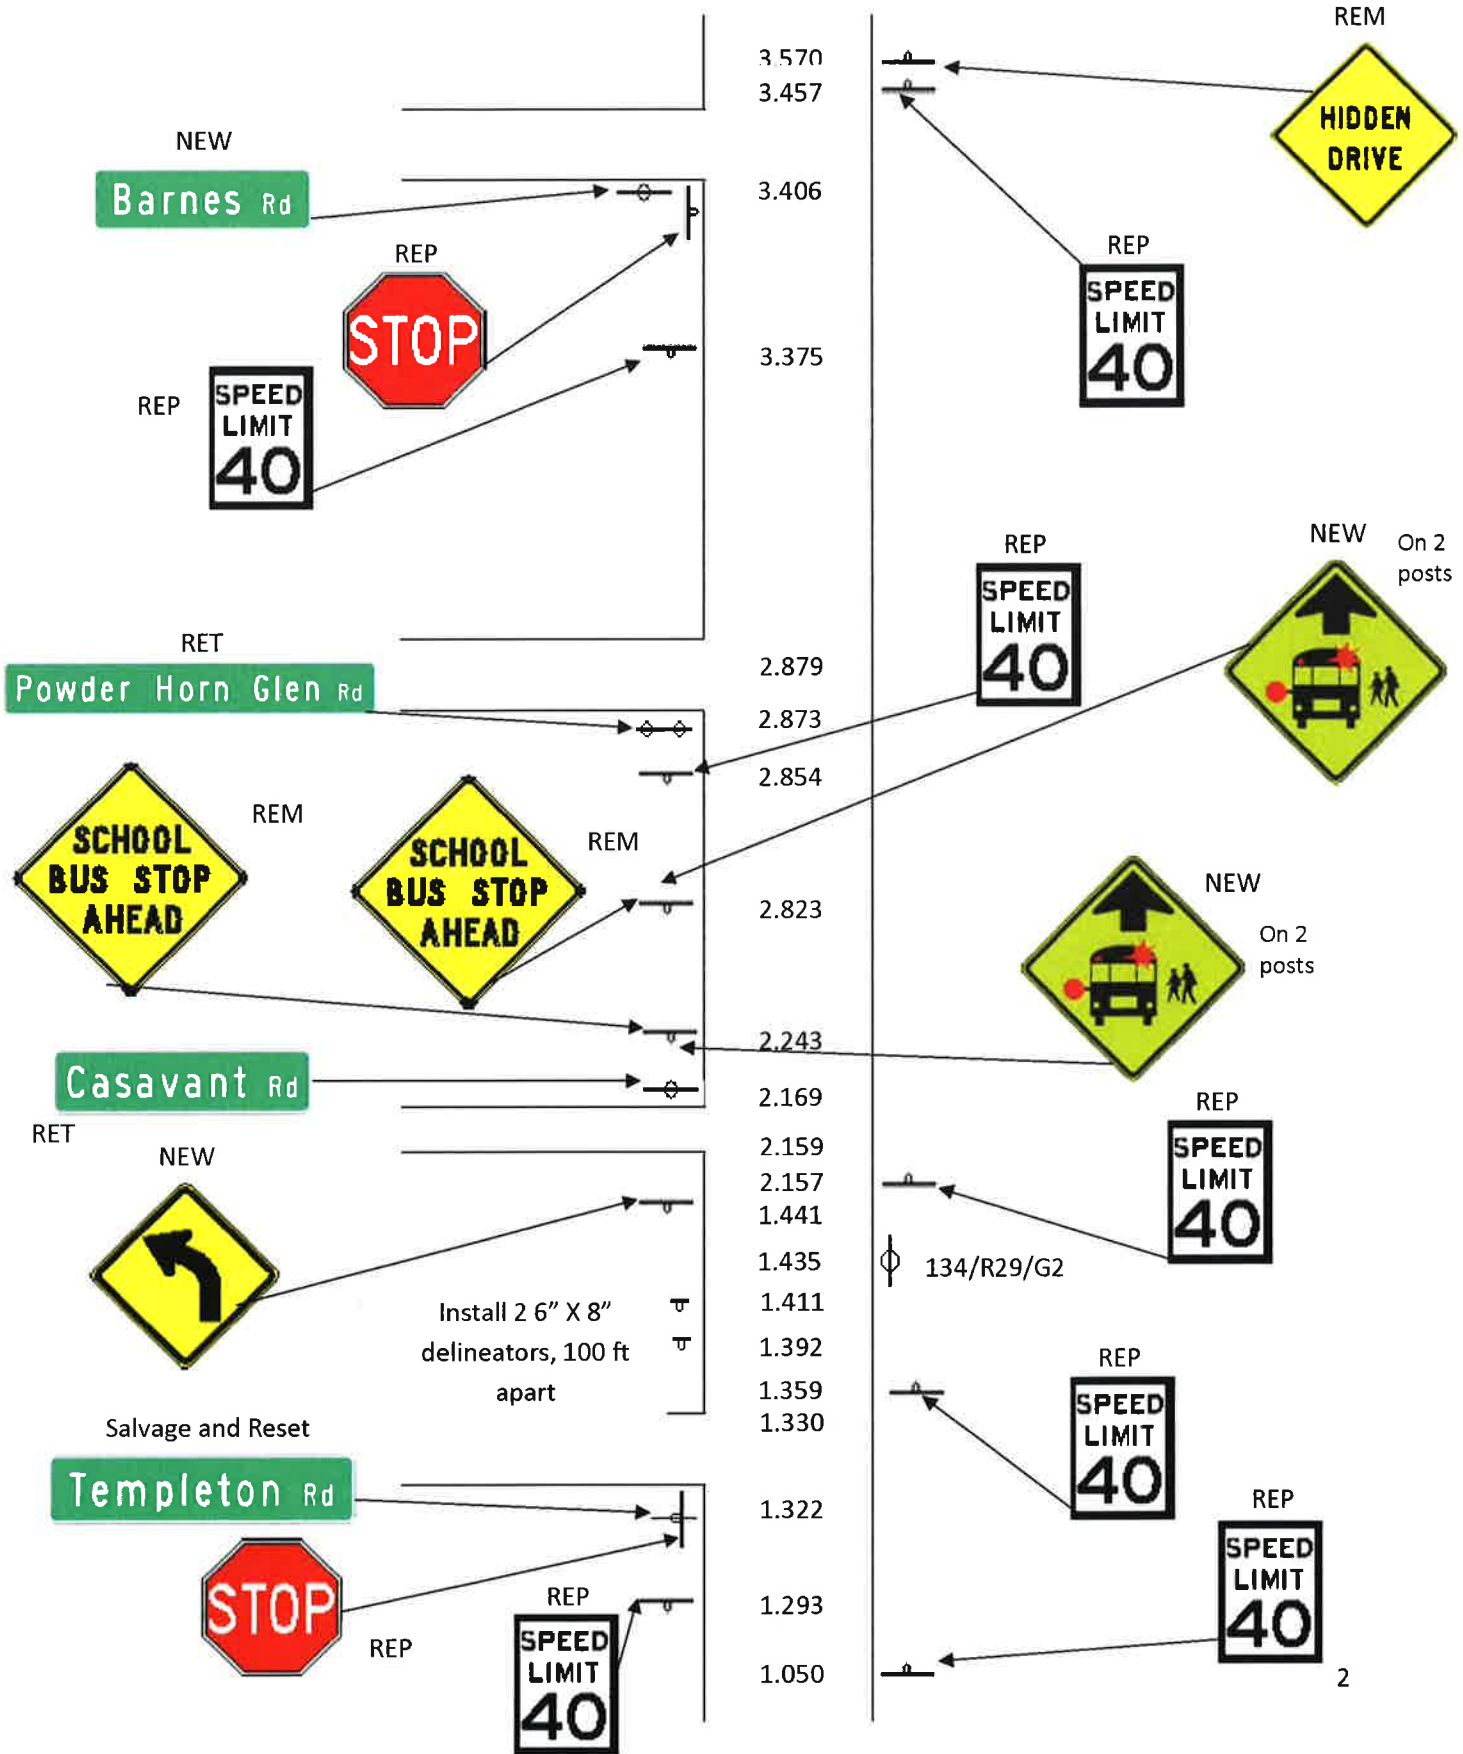 REM
3.570
3.457
HIDDEN
DRIVE
NEW
Barnes Rd
3.406
REP
STOP
REP
SPEED
LIMIT
40
3.375
REP
SPEED
LIMIT
40
REP
SPEED
LIMIT
40
NEW
On 2
posts
RET
Powder Horn Glen Rd
2.879
2.873
2.854
SCHOOL
BUS STOP
AHEAD
REM
SCHOOL
BUS STOP
AHEAD
REM
2.823
NEW
On 2
posts
2.243
Casavant Rd
2.169
RET
NEW
2.159
2.157
1.441
REP
SPEED
LIMIT
40
1.435
134/R29/G2
Install 2 6” X 8”
delineators, 100 ft
apart
1.411
1.392
1.359
1.330
REP
SPEED
LIMIT
40
Salvage and Reset
Templeton Rd
1.322
STOP
REP
REP
SPEED
LIMIT
40
1.293
1.050
REP
SPEED
LIMIT
40
2